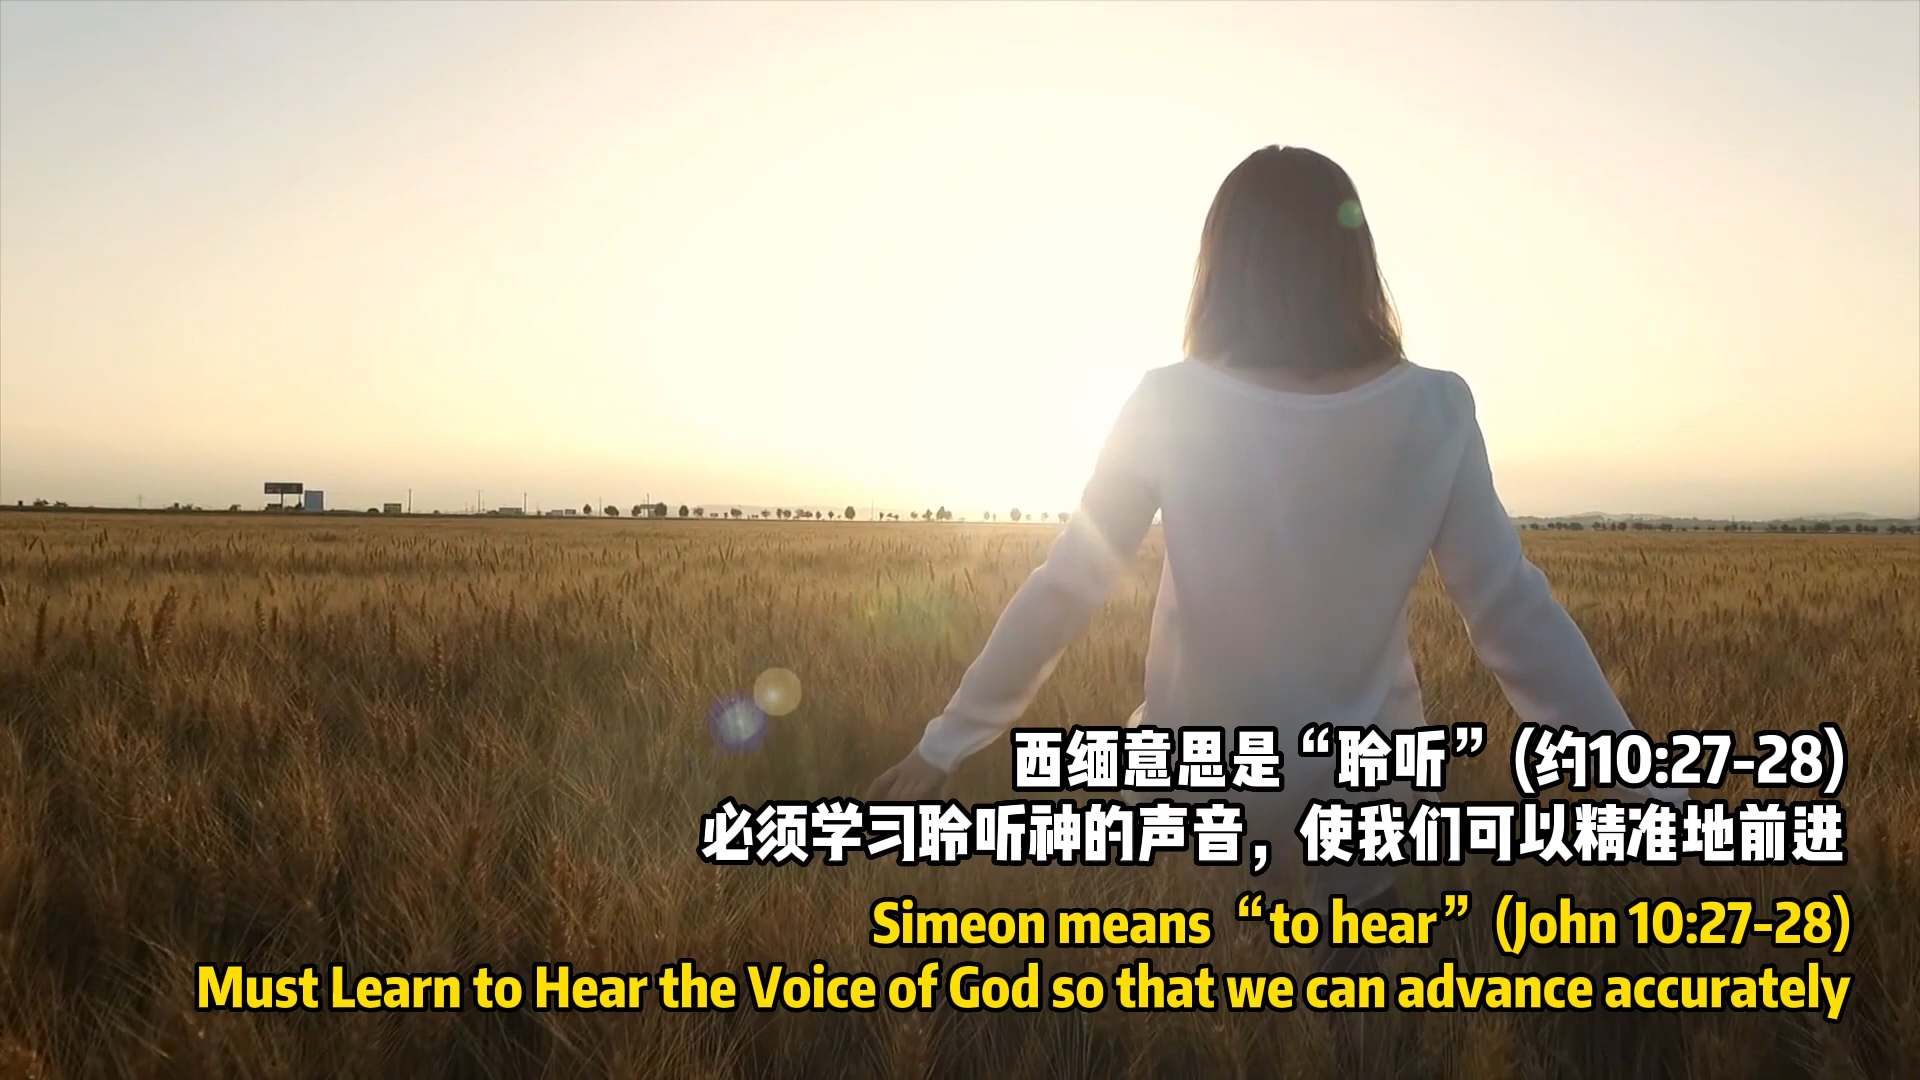 西缅意思是“聆听”(约10:27-28)
必须学习聆听神的声音，使我们可以精准地前进
Simeon means “to hear” (John 10:27-28)
Must Learn to Hear the Voice of God so that we can advance accurately